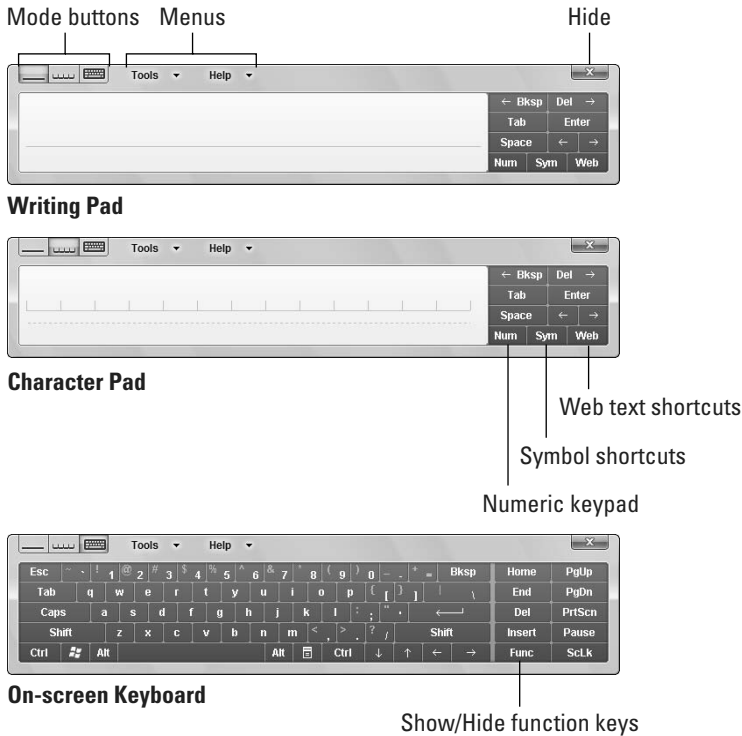 Mode buttons Menus Hide
Tools Help x
← Bksp Del →
Tab Enter
Space ← →
Num Sym Web
Writing Pad
Tools Help x
← Bksp Del →
Tab Enter
Space ← →
Num Sym Web
Character Pad
Web text shortcuts
Symbol shortcuts
Numeric keypad
Tools Help x
Esc ~ ` ! 1 @ 2 # 3 $ 4 % 5 ^ 6 & 7 * 8 ( 9 ) 0 _ - + = Bksp Home PgUp
Tab q w e r t y u i o p { [ } ] | \ End PgDn
Caps a s d f g h j k l : ; " ' Del PrtScn
Shift z x c v b n m < , > . ? / Shift Insert Pause
Ctrl Alt Alt Ctrl ↓ ↑ ← → Func ScLk
On-screen Keyboard
Show/Hide function keys